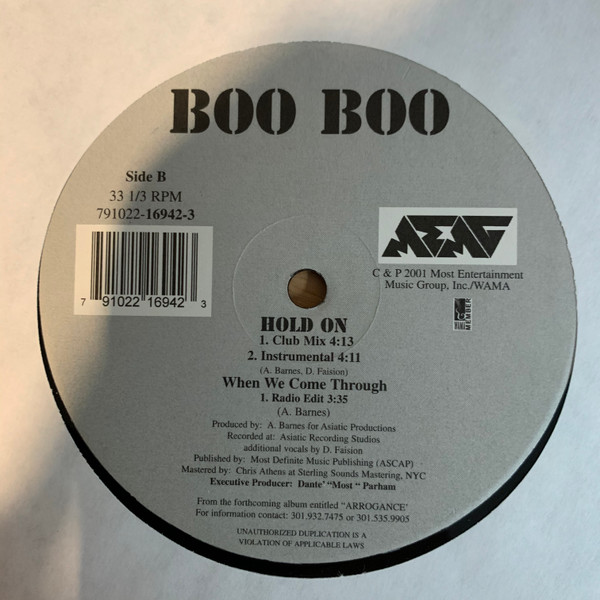 BOO BOO
Side B
33 1/3 RPM
791022-16942-3
7 91022 16942 3
MEMG
C & P 2001 Most Entertainment
Music Group, Inc./WAMA
MEMBER
HOLD ON
1. Club Mix 4:13
2. Instrumental 4:11
(A. Barnes, D. Faision)
When We Come Through
1. Radio Edit 3:35
(A. Barnes)
Produced by: A. Barnes for Asiatic Productions
Recorded at: Asiatic Recording Studios
additional vocals by D. Faision
Published by: Most Definite Music Publishing (ASCAP)
Mastered by: Chris Athens at Sterling Sounds Mastering, NYC
Executive Producer: Dante' "Most " Parham
From the forthcoming album entitled "ARROGANCE'
For information contact: 301.932.7475 or 301.535.9905
UNAUTHORIZED DUPLICATION IS A
VIOLATION OF APPLICABLE LAWS